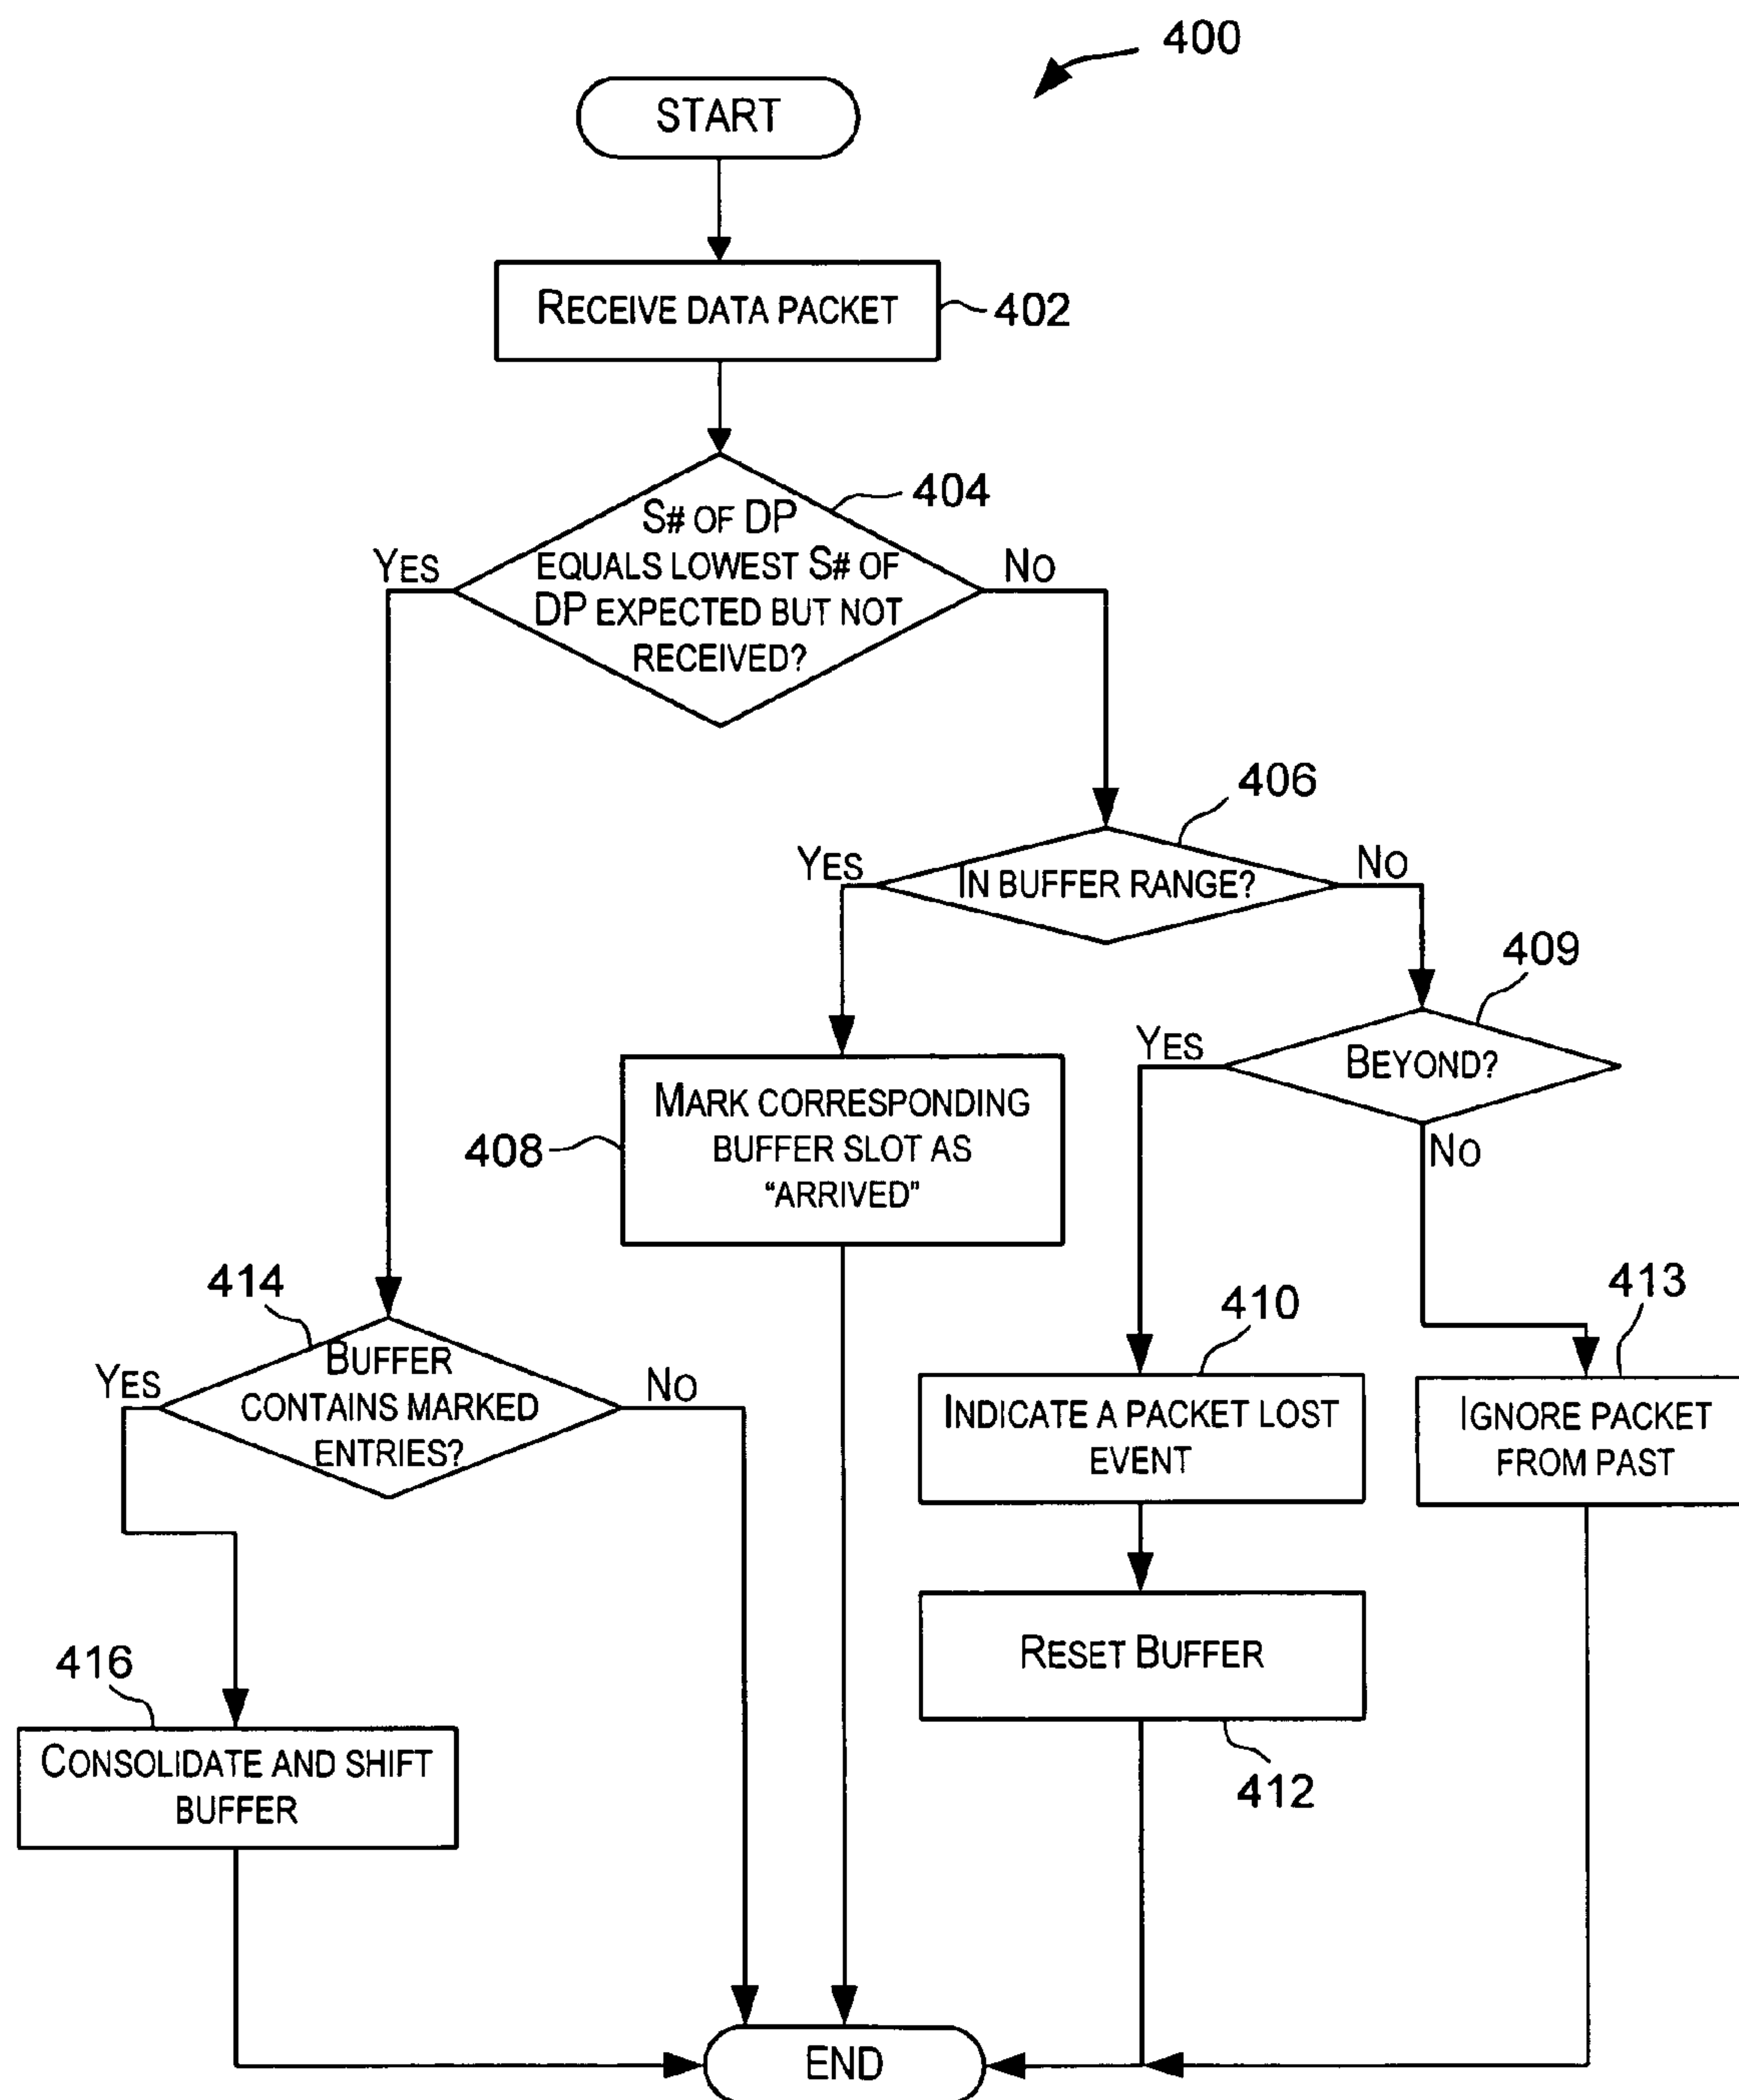 400
START
RECEIVE DATA PACKET
402
404
S# OF DP
EQUALS LOWEST S# OF
DP EXPECTED BUT NOT
RECEIVED?
YES
NO
406
YES
IN BUFFER RANGE?
NO
409
YES
BEYOND?
NO
MARK CORRESPONDING
BUFFER SLOT AS
“ARRIVED”
408
414
YES
BUFFER
CONTAINS MARKED
ENTRIES?
NO
410
INDICATE A PACKET LOST
EVENT
413
IGNORE PACKET
FROM PAST
416
CONSOLIDATE AND SHIFT
BUFFER
RESET BUFFER
412
END